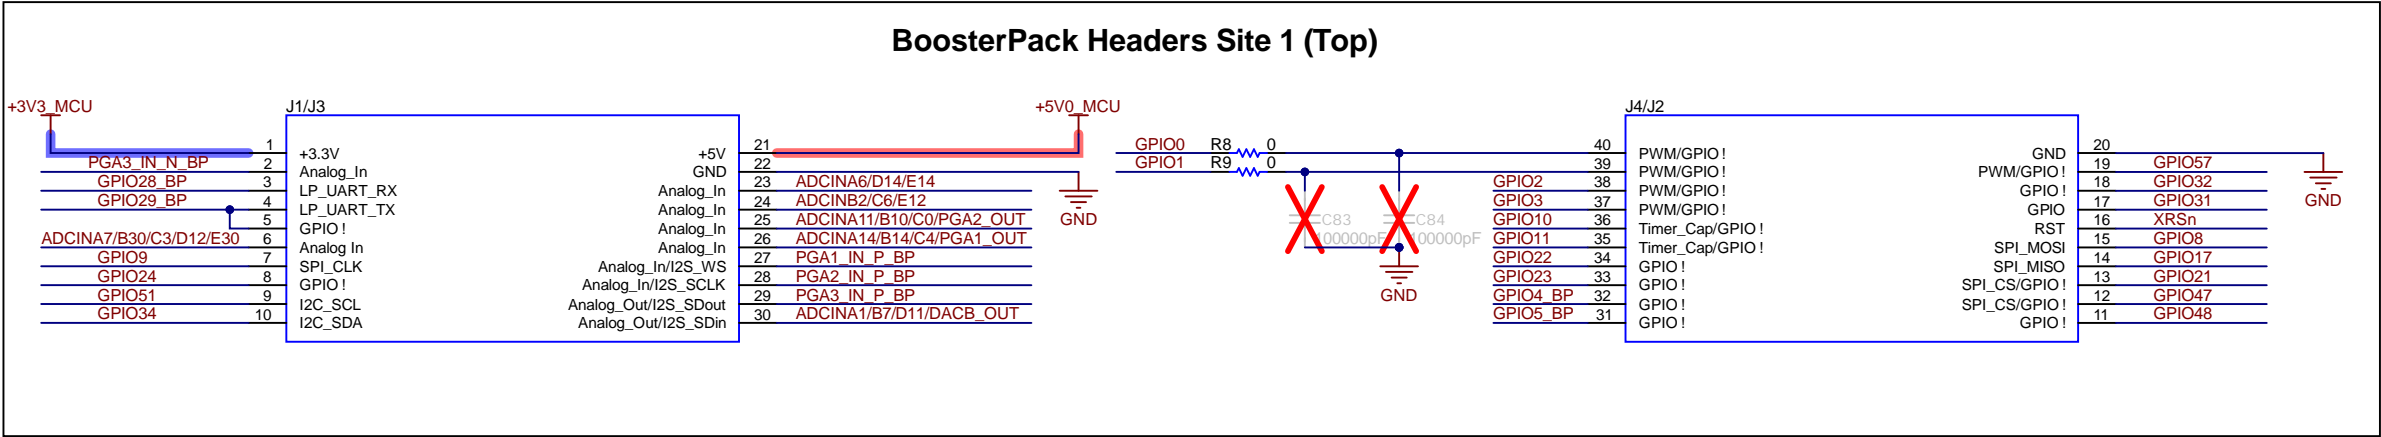 BoosterPack Headers Site 1 (Top)
+3V3_MCU
J1/J3
1 +3.3V
PGA3_IN_N_BP 2 Analog_In
GPIO28_BP 3 LP_UART_RX
GPIO29_BP 4 LP_UART_TX
5 GPIO !
ADCINA7/B30/C3/D12/E30 6 Analog In
GPIO9 7 SPI_CLK
GPIO24 8 GPIO !
GPIO51 9 I2C_SCL
GPIO34 10 I2C_SDA
+5V0_MCU
+5V 21
GND 22
GND
Analog_In 23 ADCINA6/D14/E14
Analog_In 24 ADCINB2/C6/E12
Analog_In 25 ADCINA11/B10/C0/PGA2_OUT
Analog_In 26 ADCINA14/B14/C4/PGA1_OUT
Analog_In/I2S_WS 27 PGA1_IN_P_BP
Analog_In/I2S_SCLK 28 PGA2_IN_P_BP
Analog_Out/I2S_SDout 29 PGA3_IN_P_BP
Analog_Out/I2S_SDin 30 ADCINA1/B7/D11/DACB_OUT
GPIO0 R8 0
GPIO1 R9 0
C83
100000pF
C84
100000pF
GND
J4/J2
40 PWM/GPIO !
39 PWM/GPIO !
GPIO2 38 PWM/GPIO !
GPIO3 37 PWM/GPIO !
GPIO10 36 Timer_Cap/GPIO !
GPIO11 35 Timer_Cap/GPIO !
GPIO22 34 GPIO !
GPIO23 33 GPIO !
GPIO4_BP 32 GPIO !
GPIO5_BP 31 GPIO !
GND 20
GND
PWM/GPIO ! 19 GPIO57
GPIO ! 18 GPIO32
GPIO 17 GPIO31
RST 16 XRSn
SPI_MOSI 15 GPIO8
SPI_MISO 14 GPIO17
SPI_CS/GPIO ! 13 GPIO21
SPI_CS/GPIO ! 12 GPIO47
GPIO ! 11 GPIO48